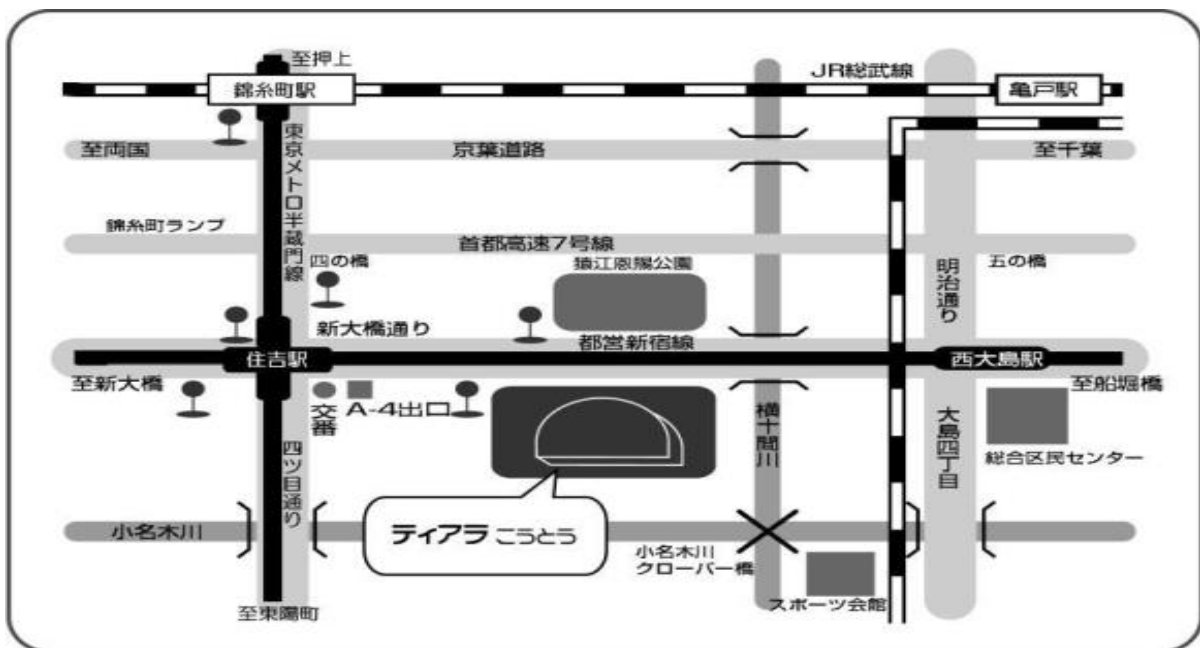 至押上
JR総武線
錦糸町駅
亀戸駅
至両国
京葉道路
至千葉
東京メトロ半蔵門線
錦糸町ランプ
首都高速7号線
四の橋
猿江恩賜公園
明治通り
五の橋
新大橋通り
都営新宿線
住吉駅
西大島駅
至新大橋
至船堀橋
交番
A-4出口
横十間川
大島四丁目
総合区民センター
四ツ目通り
小名木川
ティアラこうとう
小名木川
クローバー橋
スポーツ会館
至東陽町